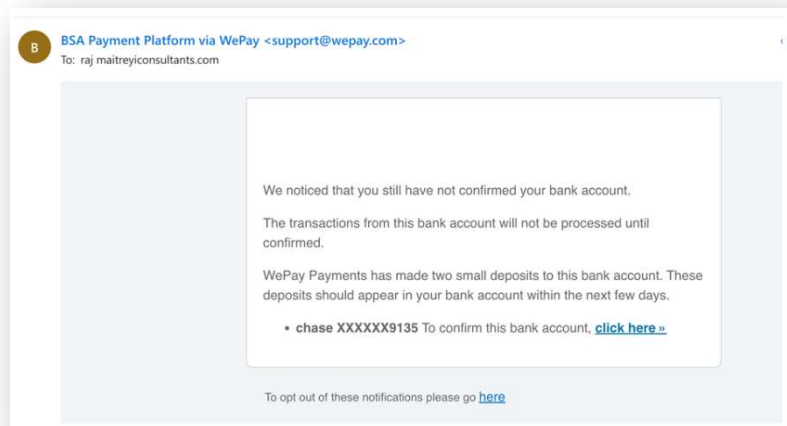 B
BSA Payment Platform via WePay <support@wepay.com>
To: raj maitreyiconsultants.com
We noticed that you still have not confirmed your bank account.
The transactions from this bank account will not be processed until
confirmed.
WePay Payments has made two small deposits to this bank account. These
deposits should appear in your bank account within the next few days.
• chase XXXXXX9135 To confirm this bank account, click here »
To opt out of these notifications please go here